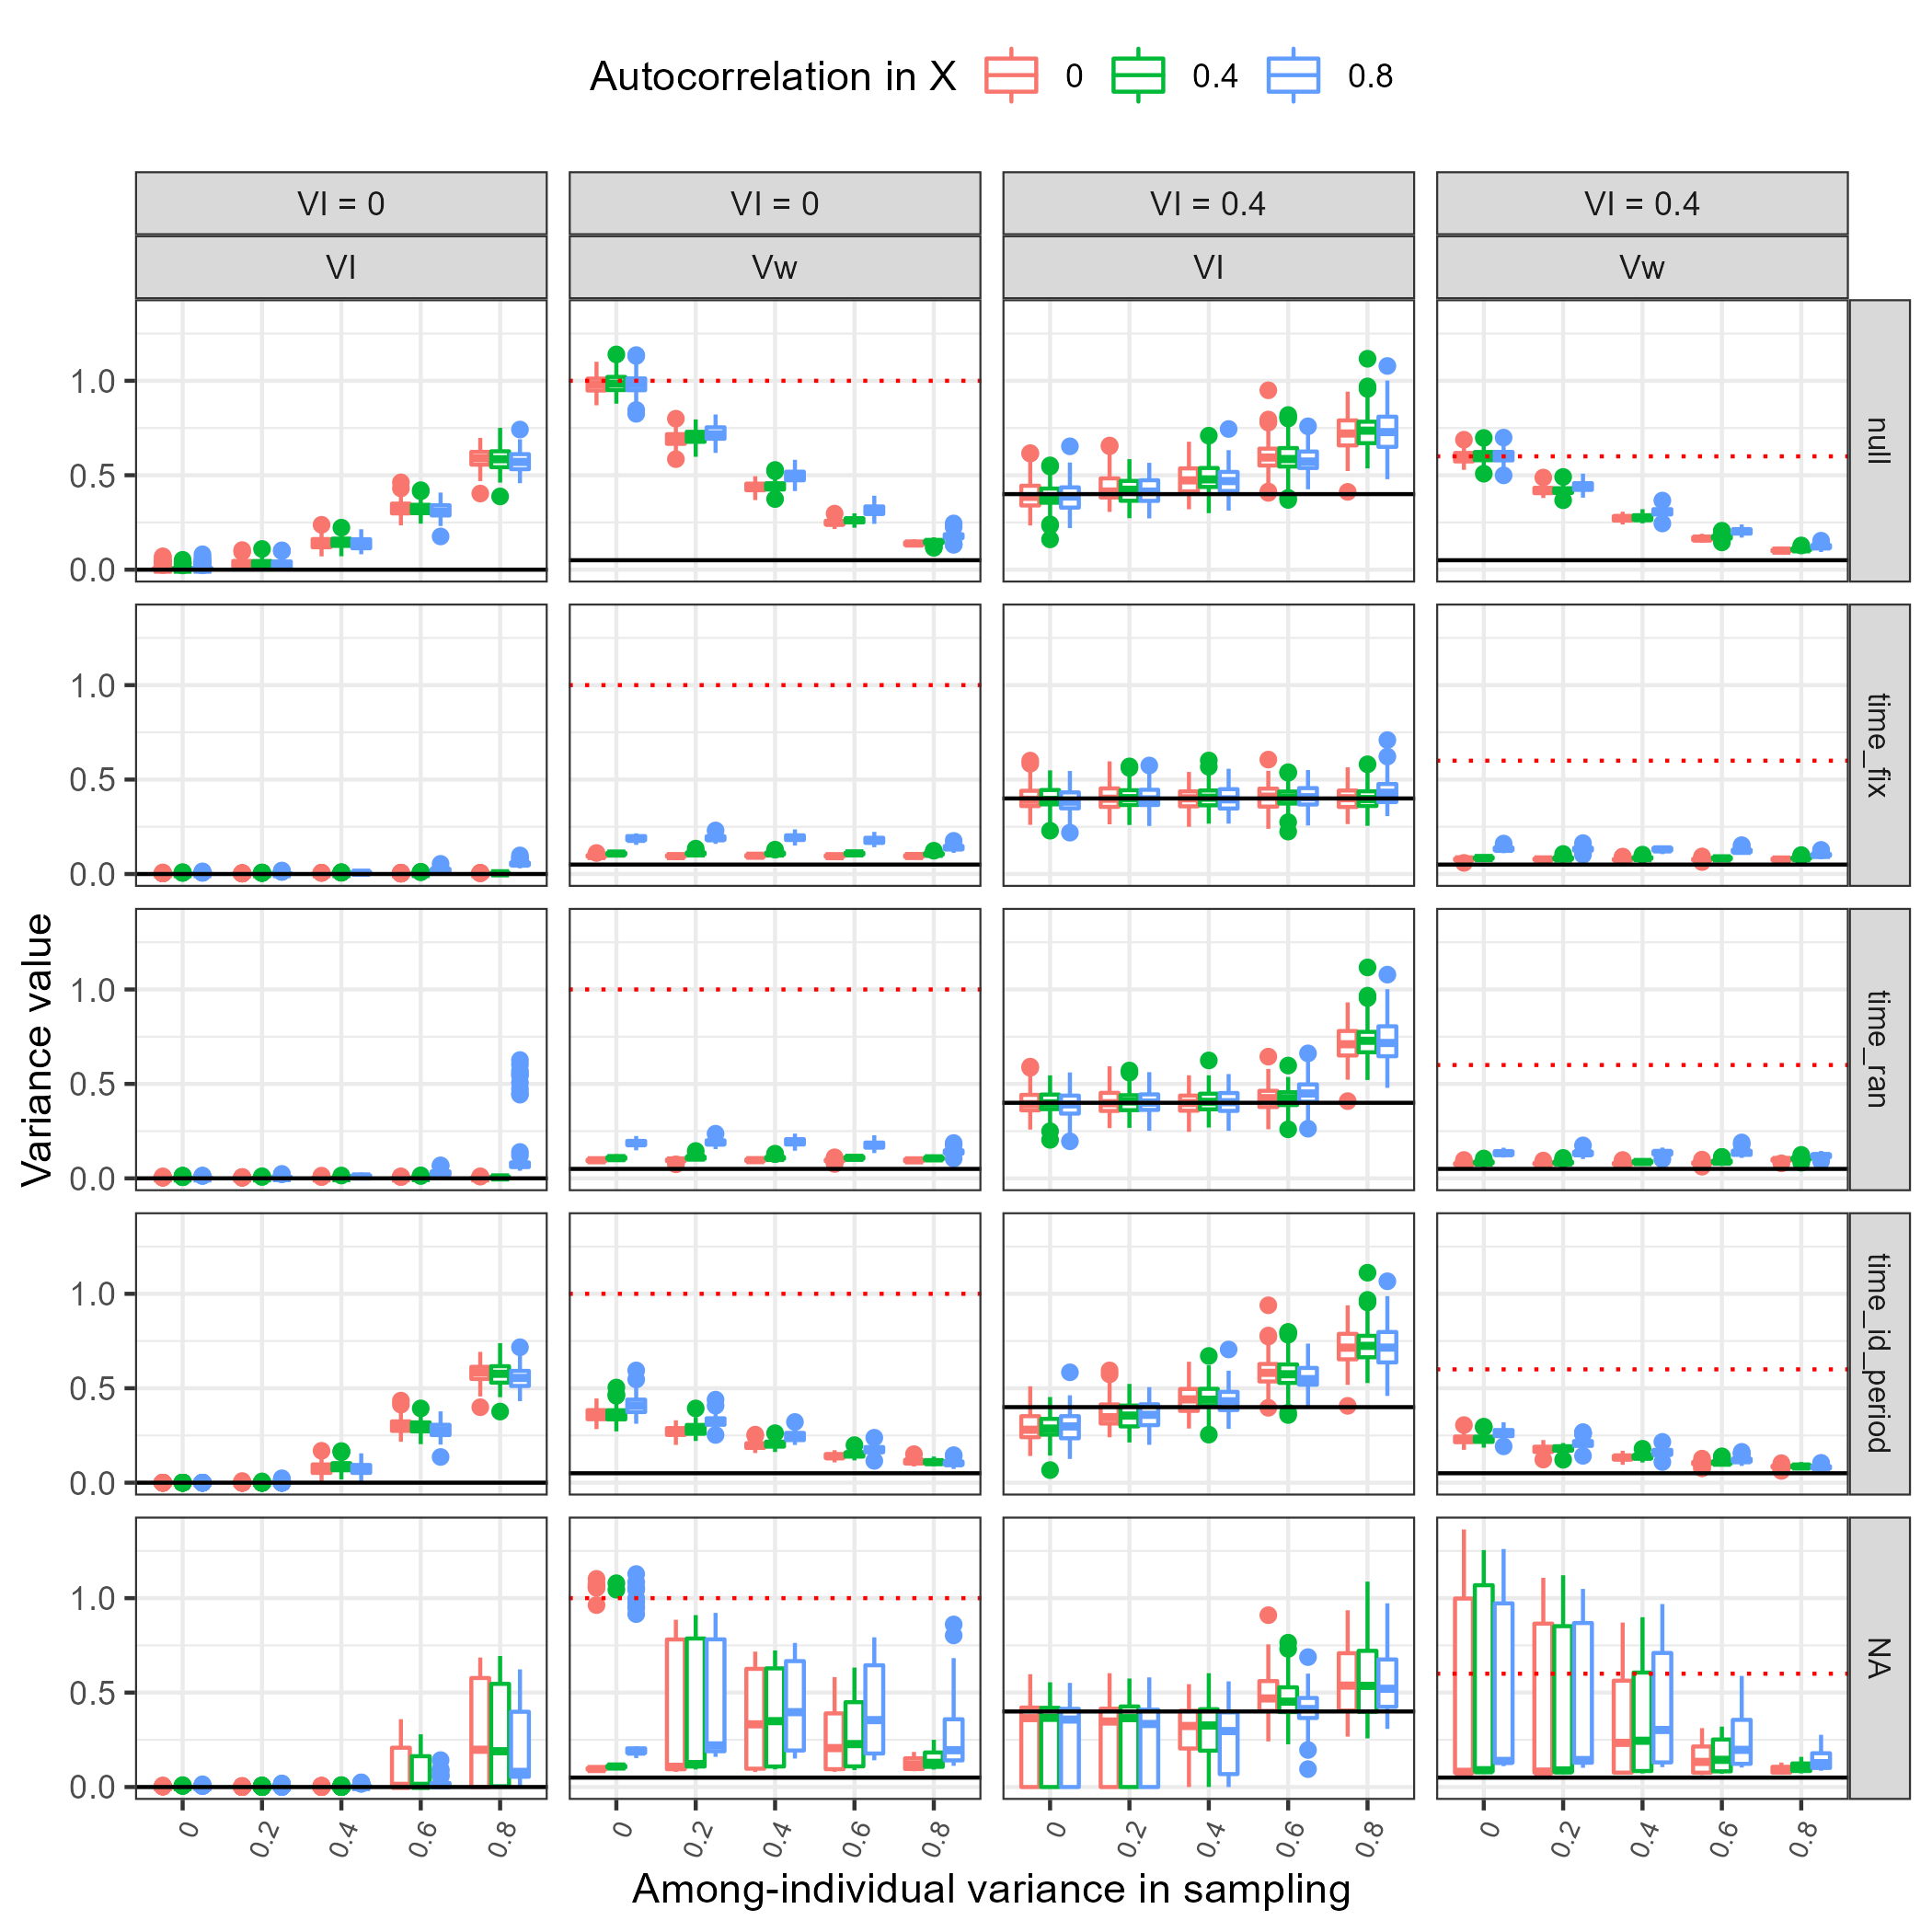 Autocorrelation in X 0 0.4 0.8
VI = 0 VI = 0 VI = 0.4 VI = 0.4
VI Vw VI Vw
1.0
0.5
0.0
null
1.0
0.5
0.0
time_fix
1.0
0.5
0.0
time_ran
1.0
0.5
0.0
time_id_period
1.0
0.5
0.0
NA
Variance value
0 0.2 0.4 0.6 0.8 0 0.2 0.4 0.6 0.8 0 0.2 0.4 0.6 0.8 0 0.2 0.4 0.6 0.8
Among-individual variance in sampling